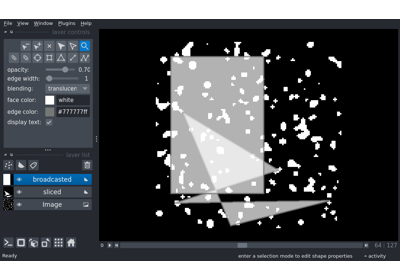 File View Window Plugins Help
layer controls
opacity: 0.70
edge width: 1
blending: translucen
face color: white
edge color: #777777ff
display text:
layer list
broadcasted
sliced
Image
0
64 127
Ready
enter a selection mode to edit shape properties
activity